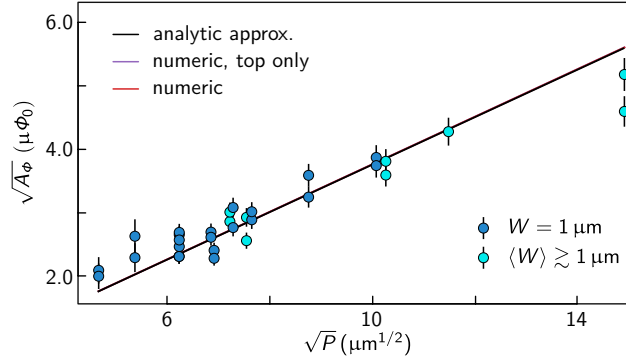 6.0
analytic approx.
numeric, top only
numeric
4.0
√A_Φ (μΦ₀)
W = 1 μm
⟨W⟩ ≳ 1 μm
2.0
6 10 14
√P (μm^{1/2})